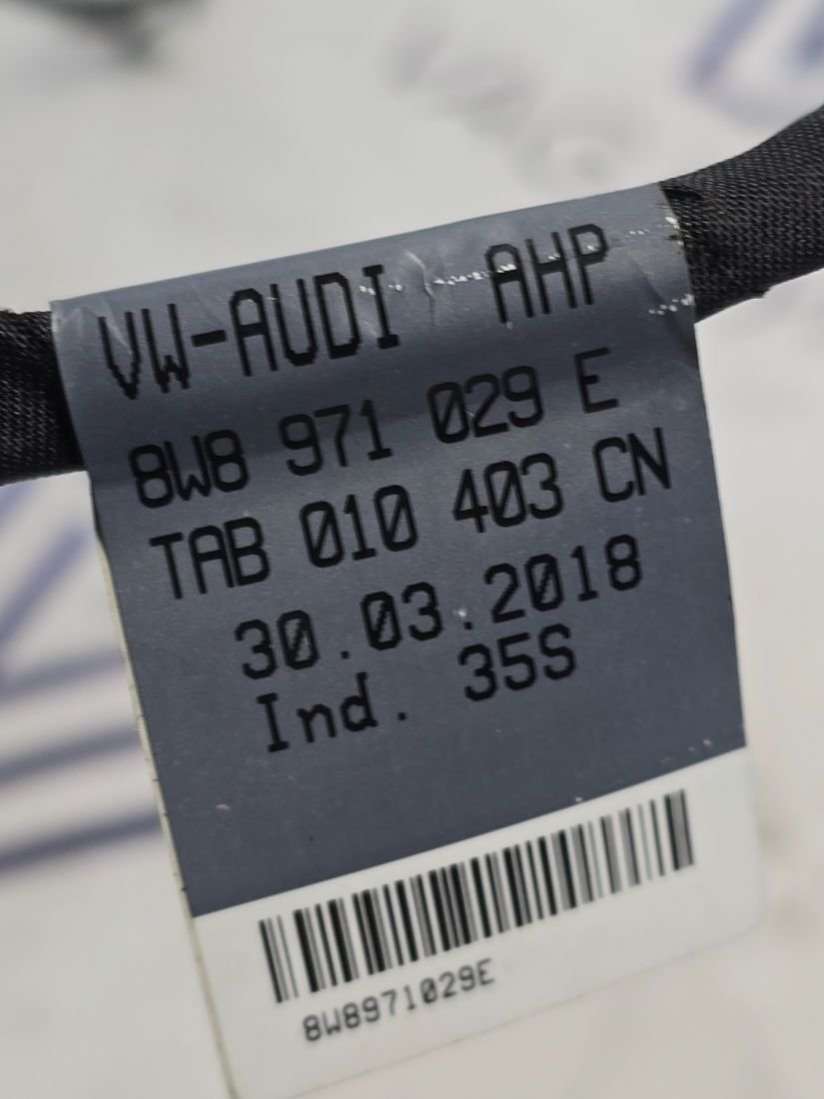 VW-AUDI AHP
8W8 971 029 E
TAB 010 403 CN
30.03.2018
Ind. 35S
8W8971029E